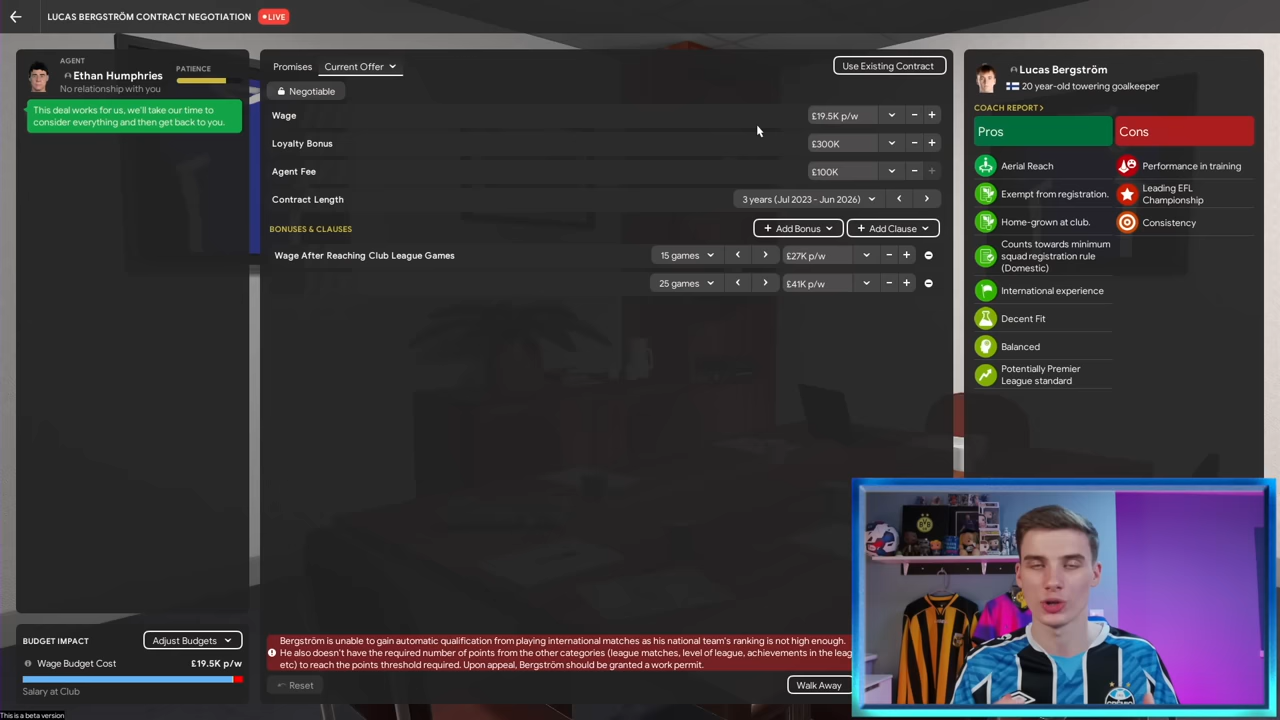 LUCAS BERGSTRÖM CONTRACT NEGOTIATION
LIVE
AGENT
Ethan Humphries
No relationship with you
PATIENCE
This deal works for us, we'll take our time to
consider everything and then get back to you.
Promises
Current Offer
Use Existing Contract
Negotiable
Wage
£19.5K p/w
Loyalty Bonus
£300K
Agent Fee
£100K
Contract Length
3 years (Jul 2023 - Jun 2026)
BONUSES & CLAUSES
+ Add Bonus
+ Add Clause
Wage After Reaching Club League Games
15 games
£27K p/w
25 games
£41K p/w
Lucas Bergström
20 year-old towering goalkeeper
COACH REPORT >
Pros
Cons
Aerial Reach
Exempt from registration.
Home-grown at club.
Counts towards minimum
squad registration rule
(Domestic)
International experience
Decent Fit
Balanced
Potentially Premier
League standard
Performance in training
Leading EFL
Championship
Consistency
BUDGET IMPACT
Adjust Budgets
Wage Budget Cost
£19.5K p/w
Salary at Club
Bergström is unable to gain automatic qualification from playing international matches as his national team's ranking is not high enough.
He also doesn't have the required number of points from the other categories (league matches, level of league, achievements in the leag
etc) to reach the points threshold required. Upon appeal, Bergström should be granted a work permit.
Reset
Walk Away
This is a beta version